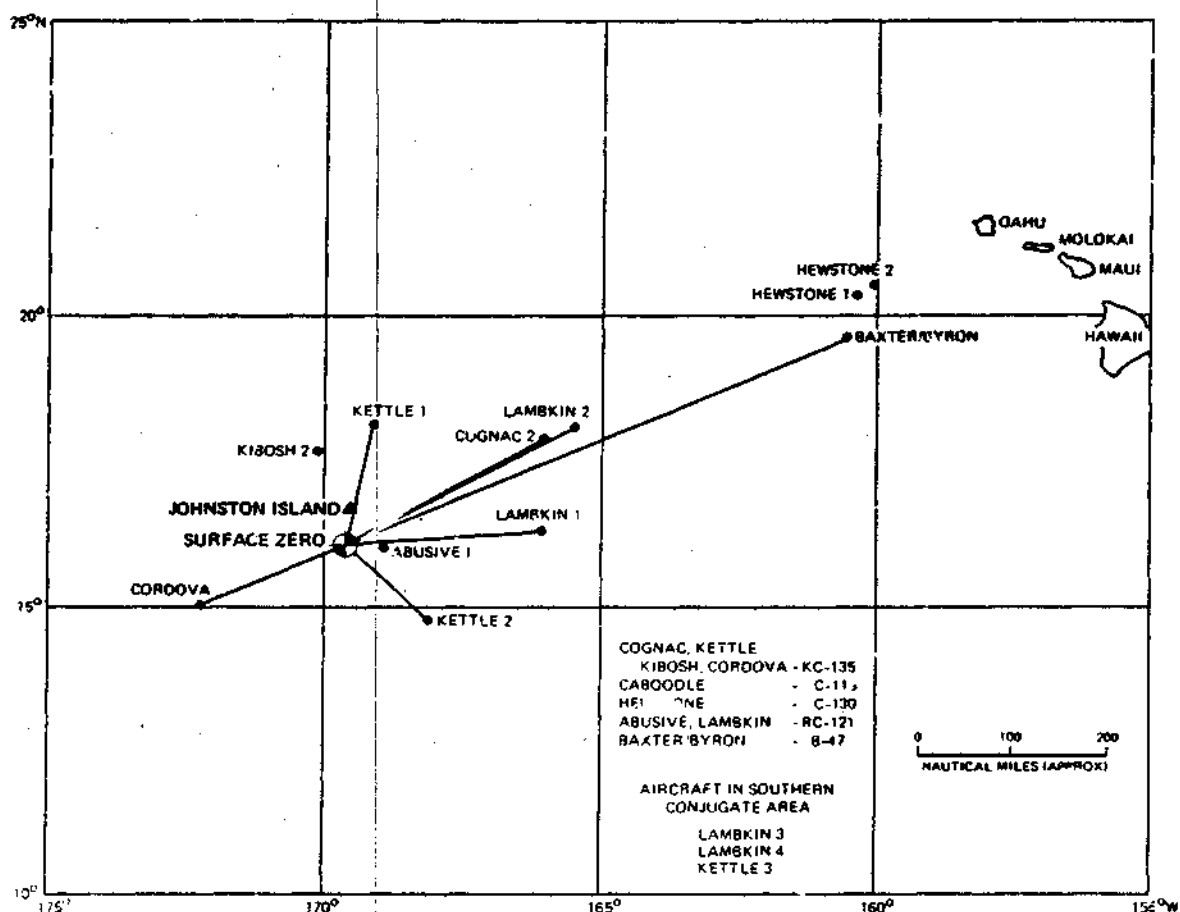 25°N
OAHU
MOLOKAI
MAUI
HEWSTONE 2
HEWSTONE 1
20°
BAXTER/BYRON
HAWAII
KETTLE 1
LAMBKIN 2
COGNAC 2
KIBOSH 2
JOHNSTON ISLAND
LAMBKIN 1
SURFACE ZERO
ABUSIVE 1
CORDOVA
15°
KETTLE 2
COGNAC, KETTLE
KIBOSH, CORDOVA - KC-135
CABOODLE -
- C-130
ABUSIVE, LAMBKIN - RC-121
BAXTER/BYRON - B-47
0 100 200
NAUTICAL MILES (APPROX)
AIRCRAFT IN SOUTHERN
CONJUGATE AREA
LAMBKIN 3
LAMBKIN 4
KETTLE 3
10°
175° 170° 165° 160° 155°W